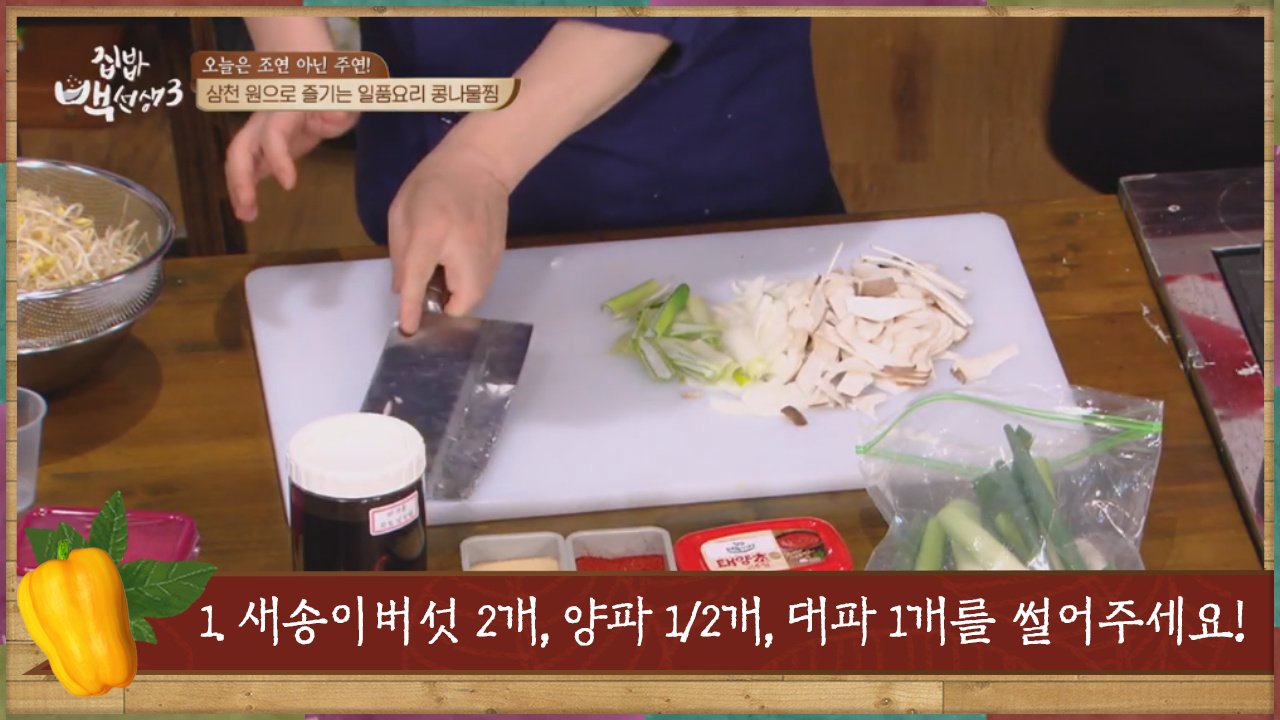 집밥
백선생3
오늘은 조연 아닌 주연!
삼천 원으로 즐기는 일품요리 콩나물찜
태양초
1. 새송이버섯 2개, 양파 1/2개, 대파 1개를 썰어주세요!